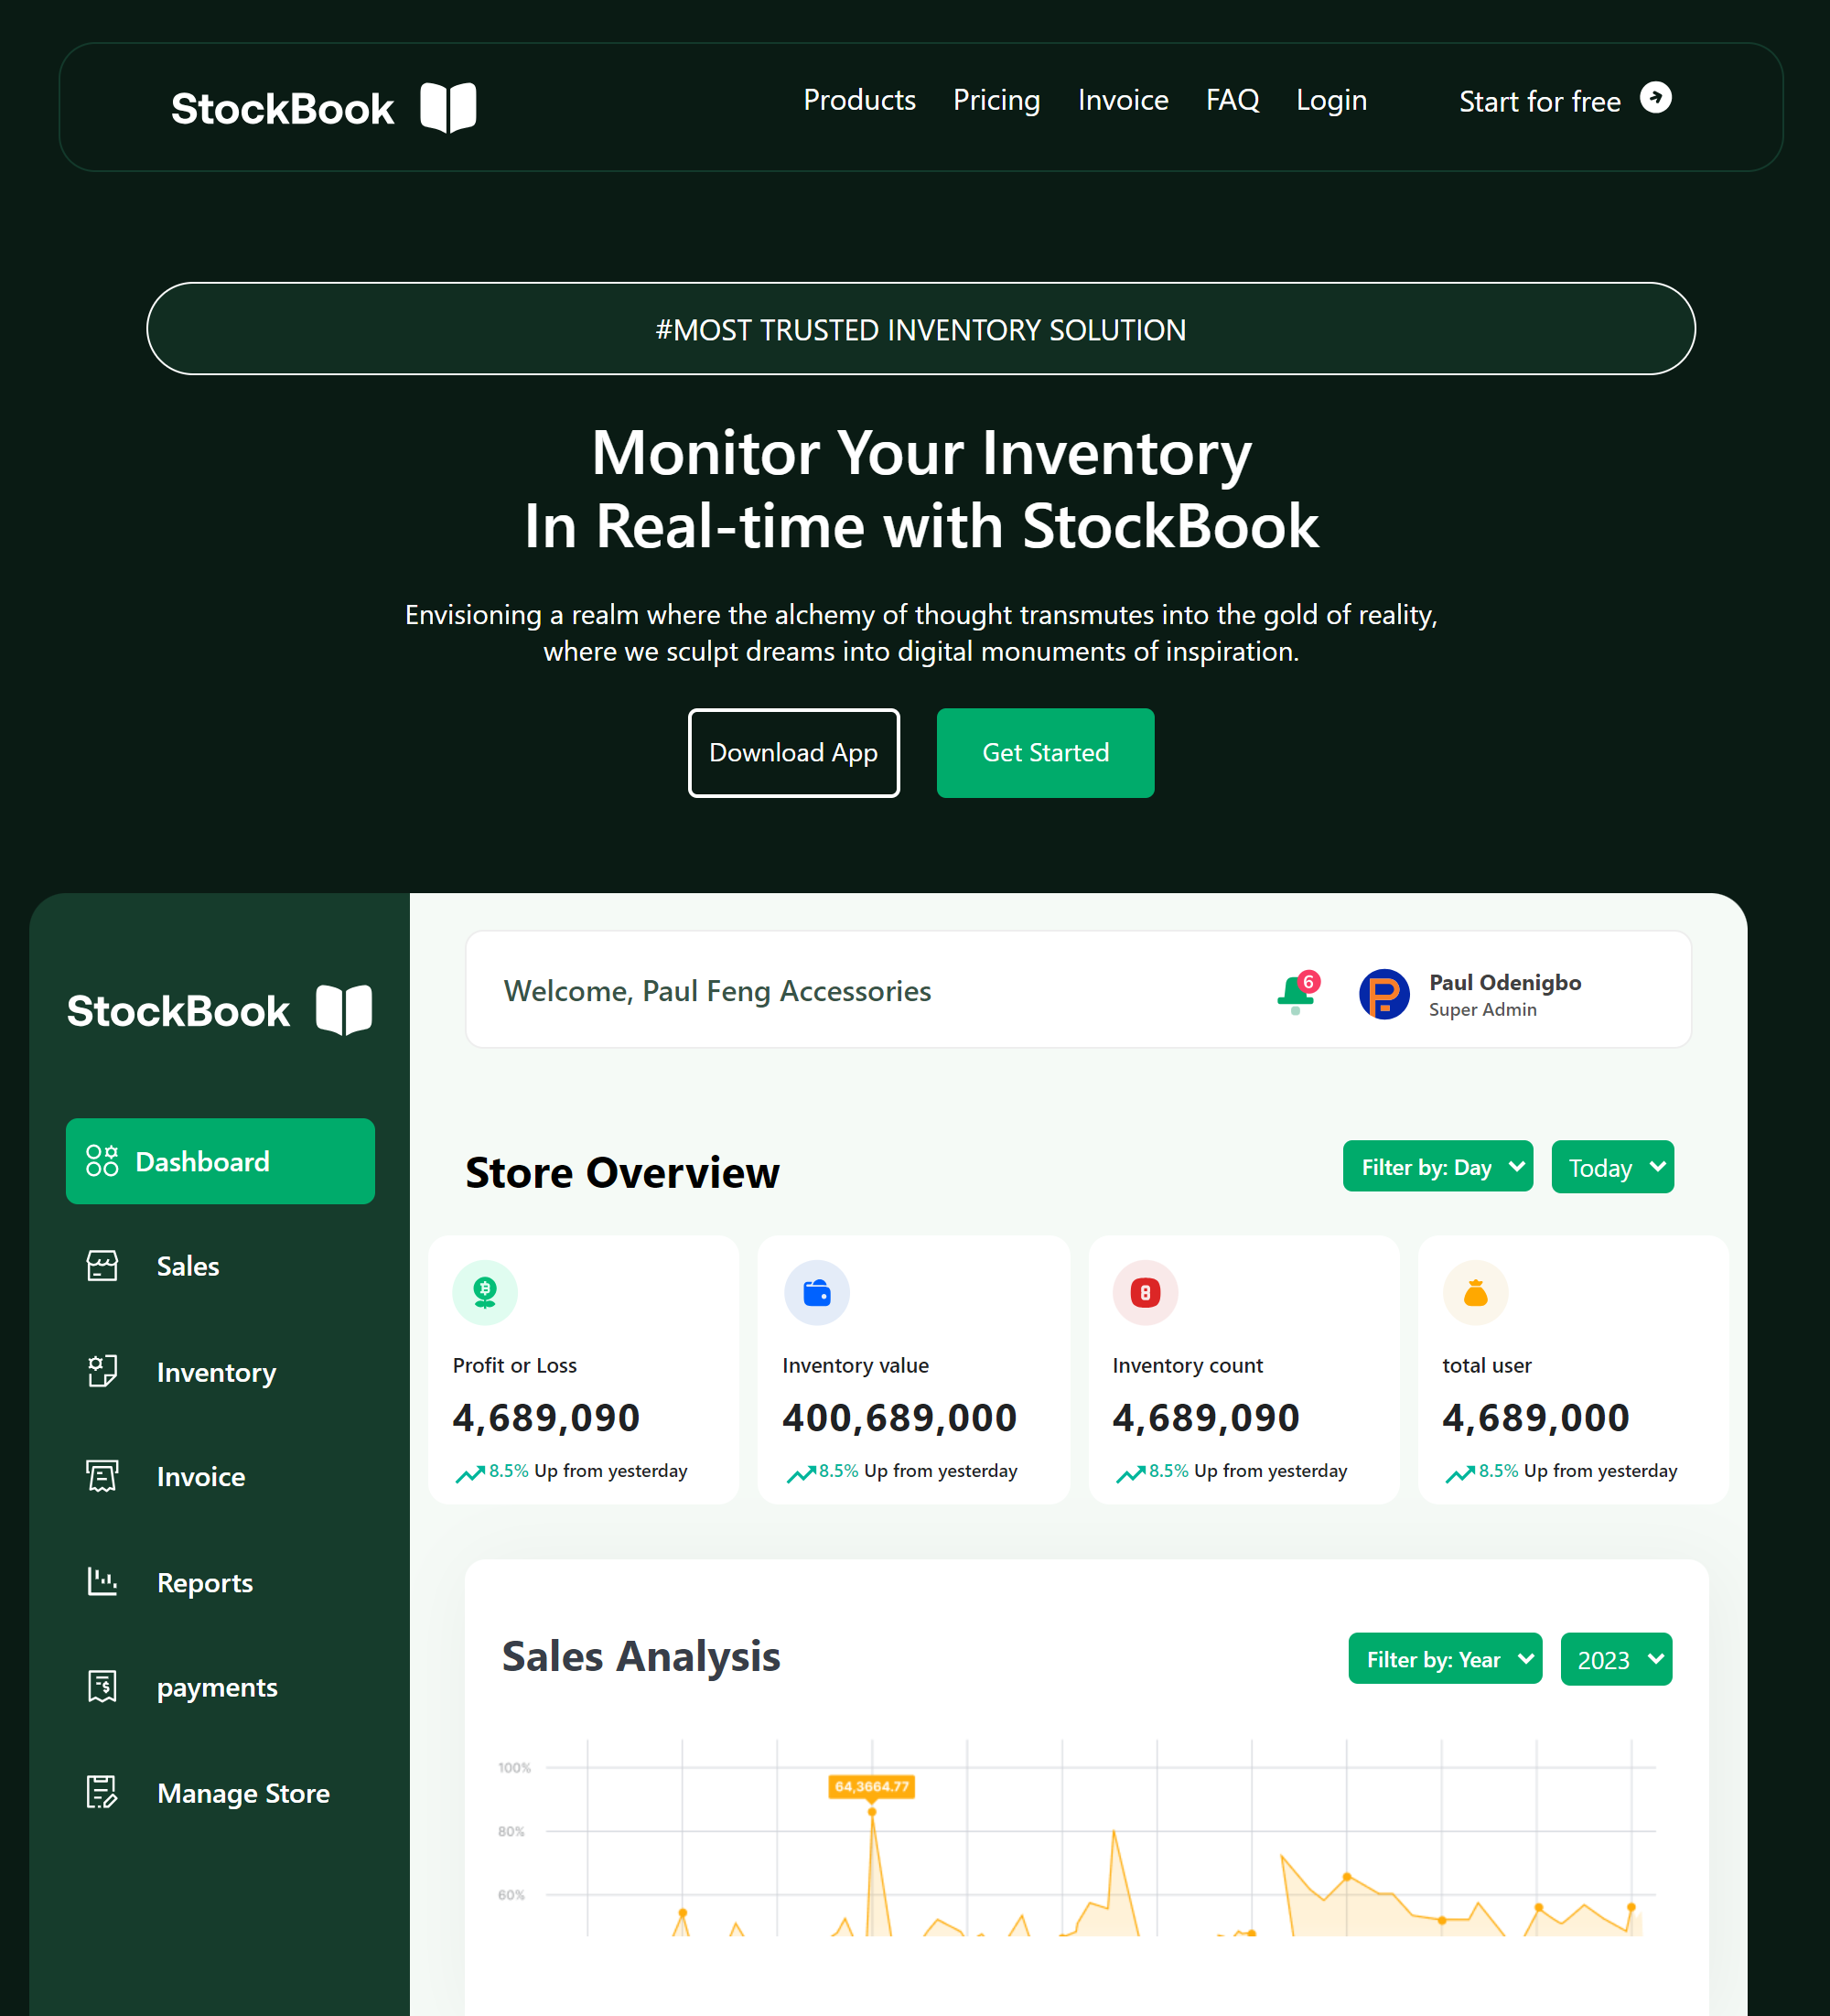 StockBook
Products Pricing Invoice FAQ Login Start for free
#MOST TRUSTED INVENTORY SOLUTION
Monitor Your Inventory
In Real-time with StockBook
Envisioning a realm where the alchemy of thought transmutes into the gold of reality,
where we sculpt dreams into digital monuments of inspiration.
Download App Get Started
StockBook
Dashboard
Sales
Inventory
Invoice
Reports
payments
Manage Store
Welcome, Paul Feng Accessories
6
Paul Odenigbo
Super Admin
Store Overview
Filter by: Day Today
Profit or Loss
4,689,090
8.5% Up from yesterday
Inventory value
400,689,000
8.5% Up from yesterday
Inventory count
4,689,090
8.5% Up from yesterday
total user
4,689,000
8.5% Up from yesterday
Sales Analysis
Filter by: Year 2023
100%
64,3664.77
80%
60%